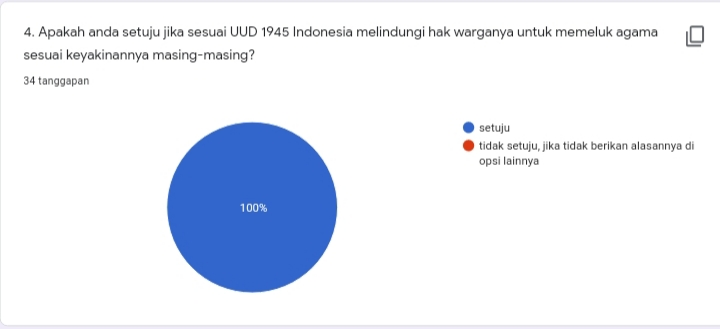 4. Apakah anda setuju jika sesuai UUD 1945 Indonesia melindungi hak warganya untuk memeluk agama
sesuai keyakinannya masing-masing?
34 tanggapan
setuju
tidak setuju, jika tidak berikan alasannya di
opsi lainnya
100%